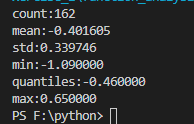 count:162
mean:-0.401605
std:0.339746
min:-1.090000
quantiles:-0.460000
max:0.650000
PS F:\python>